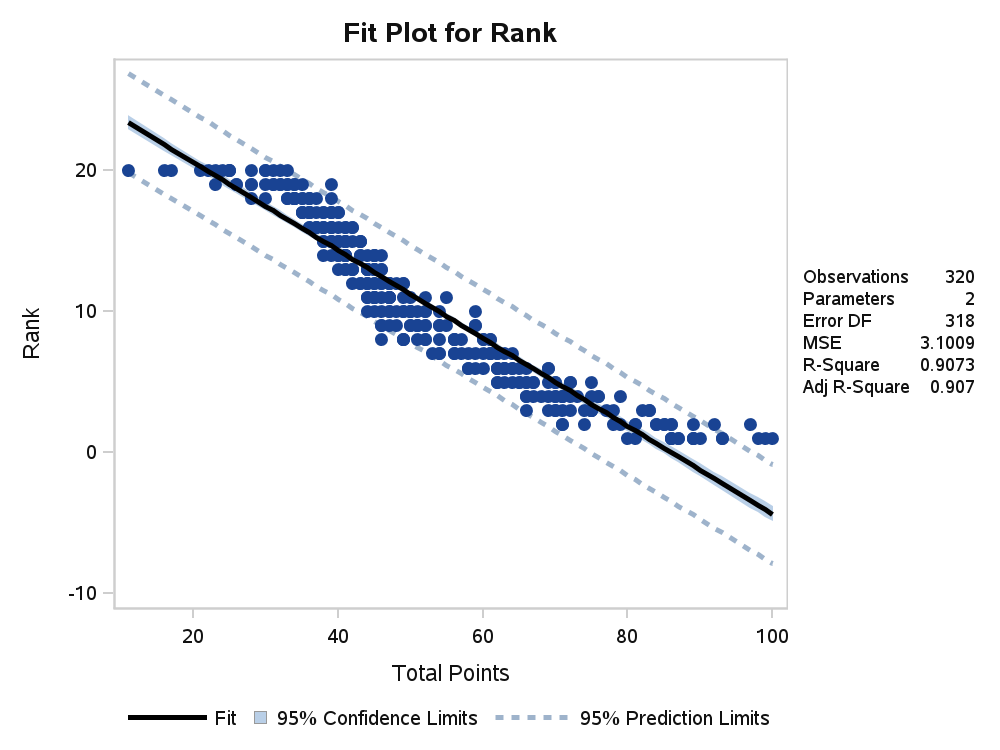 Fit Plot for Rank
Rank
20
10
0
-10
20 40 60 80 100
Total Points
Observations 320
Parameters 2
Error DF 318
MSE 3.1009
R-Square 0.9073
Adj R-Square 0.907
Fit 95% Confidence Limits 95% Prediction Limits